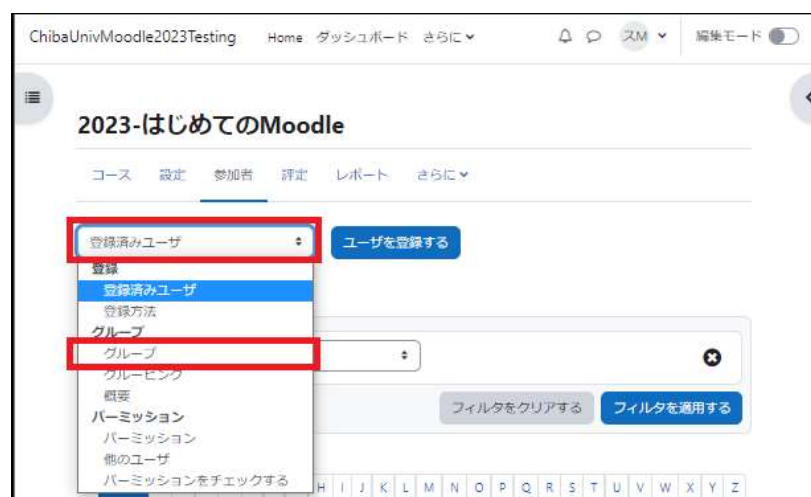 ChibaUnivMoodle2023Testing Home ダッシュボード さらに スM 編集モード
2023-はじめてのMoodle
コース 設定 参加者 評定 レポート さらに
登録済みユーザ ユーザを登録する
登録
登録済みユーザ
登録方法
グループ
グループ
グルーピング
概要
フィルタをクリアする フィルタを適用する
パーミッション
パーミッション
他のユーザ
パーミッションをチェックする
H I J K L M N O P Q R S T U V W X Y Z